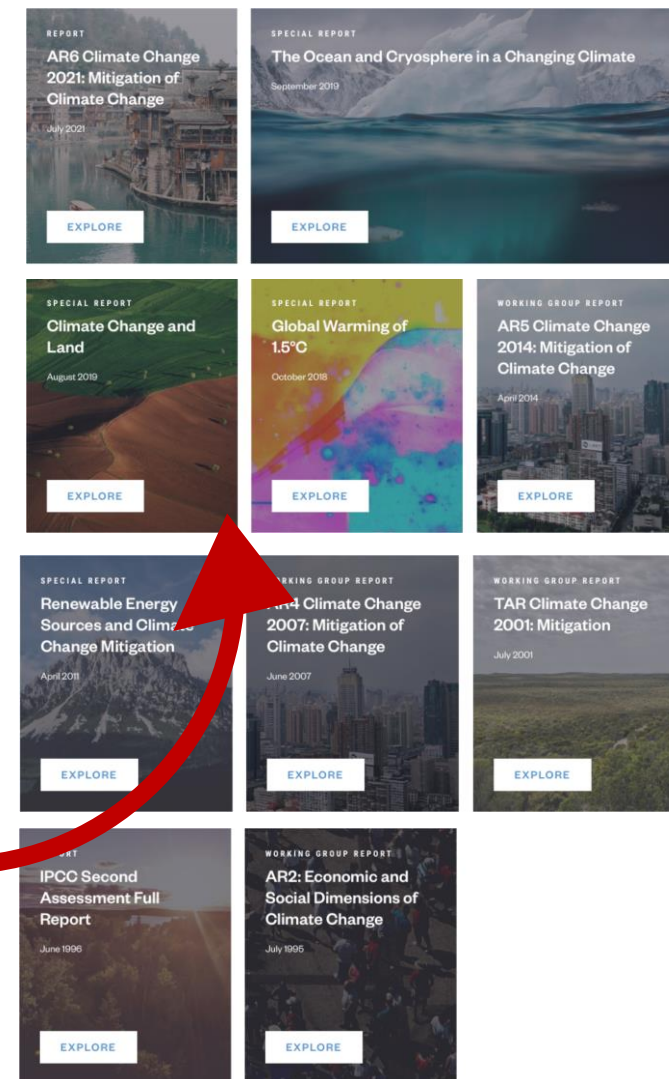 REPORT
AR6 Climate Change
2021: Mitigation of
Climate Change
July 2021
EXPLORE
SPECIAL REPORT
The Ocean and Cryosphere in a Changing Climate
September 2019
EXPLORE
SPECIAL REPORT
Climate Change and
Land
August 2019
EXPLORE
SPECIAL REPORT
Global Warming of
1.5°C
October 2018
EXPLORE
WORKING GROUP REPORT
AR5 Climate Change
2014: Mitigation of
Climate Change
April 2014
EXPLORE
SPECIAL REPORT
Renewable Energy
Sources and Climate
Change Mitigation
April 2011
EXPLORE
WORKING GROUP REPORT
AR4 Climate Change
2007: Mitigation of
Climate Change
June 2007
EXPLORE
WORKING GROUP REPORT
TAR Climate Change
2001: Mitigation
July 2001
EXPLORE
IPCC Second
Assessment Full
Report
June 1996
EXPLORE
WORKING GROUP REPORT
AR2: Economic and
Social Dimensions of
Climate Change
July 1995
EXPLORE